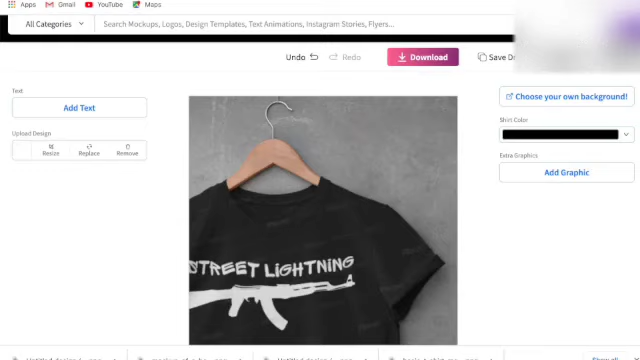 Apps Gmail YouTube Maps
All Categories Search Mockups, Logos, Design Templates, Text Animations, Instagram Stories, Flyers...
Undo Redo Download Save
Text
Add Text
Upload Design
Resize Replace Remove
Choose your own background!
Shirt Color
Extra Graphics
Add Graphic
STREET LIGHTNING
Show all